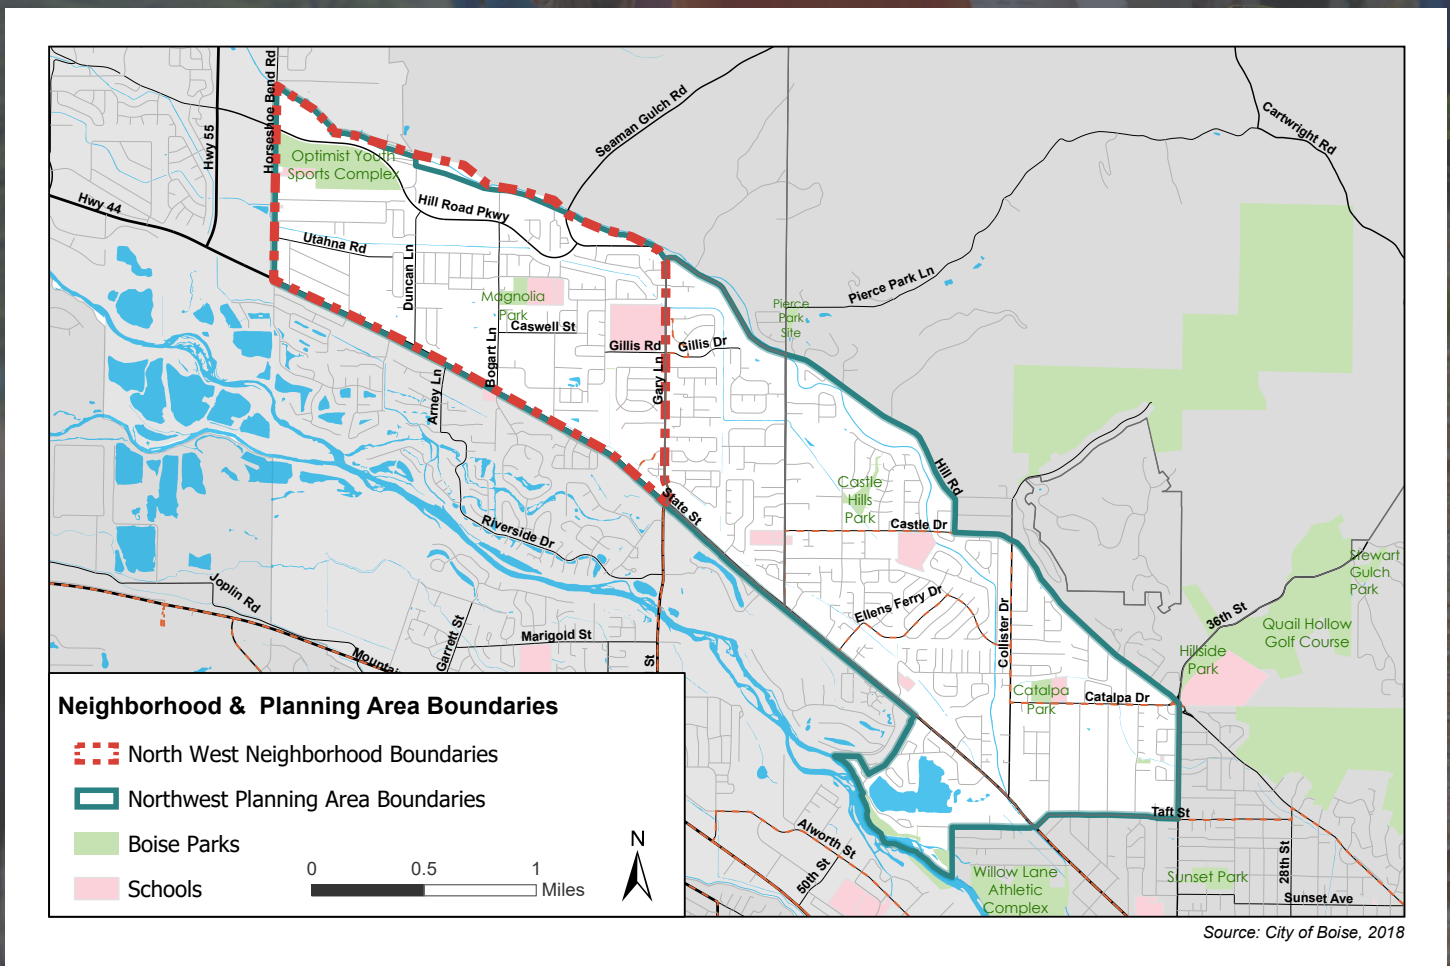 Horseshoe Bend Rd
Hwy 55
Hwy 44
Seaman Gulch Rd
Cartwright Rd
Optimist Youth
Sports Complex
Hill Road Pkwy
Utahna Rd
Duncan Ln
Magnolia
Park
Caswell St
Bogart Ln
Gillis Rd
Gillis Dr
Gary Ln
Arney Ln
Pierce Park Ln
Pierce
Park
Site
Hill Rd
Castle
Hills
Park
Castle Dr
State St
Riverside Dr
Ellens Ferry Dr
Collister Dr
Stewart
Gulch
Park
36th St
Quail Hollow
Golf Course
Hillside
Park
Catalpa
Park
Catalpa Dr
Joplin Rd
Garrett St
Marigold St
Mountai
St
Taft St
Alworth St
50th St
Willow Lane
Athletic
Complex
Sunset Park
28th St
Sunset Ave
Neighborhood & Planning Area Boundaries
North West Neighborhood Boundaries
Northwest Planning Area Boundaries
Boise Parks
Schools
0 0.5 1
Miles
N
Source: City of Boise, 2018